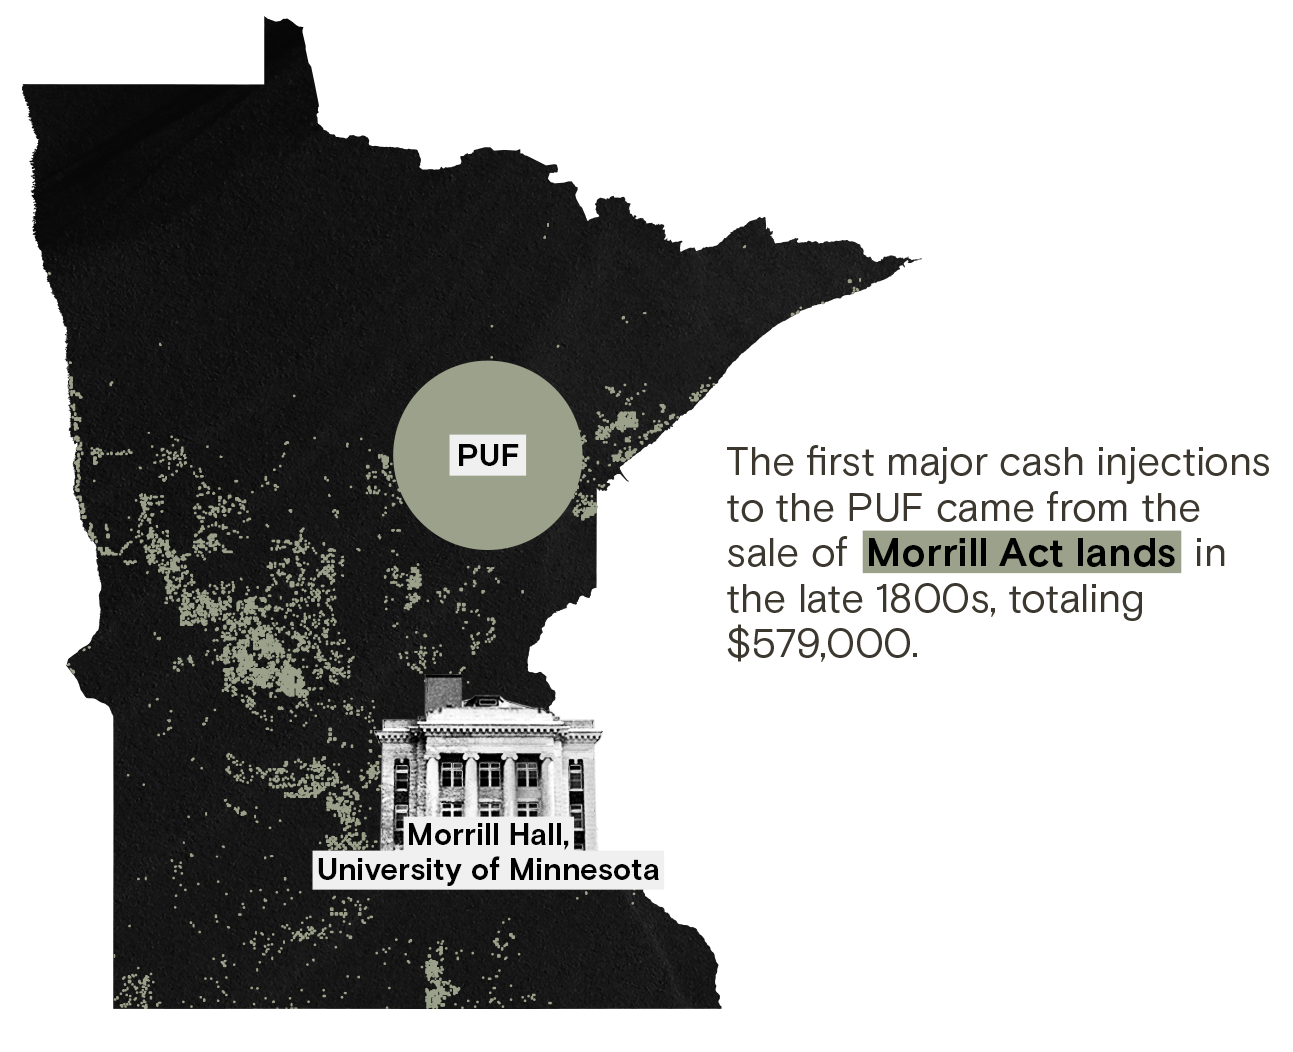 PUF
The first major cash injections
to the PUF came from the
sale of Morrill Act lands in
the late 1800s, totaling
$579,000.
Morrill Hall,
University of Minnesota